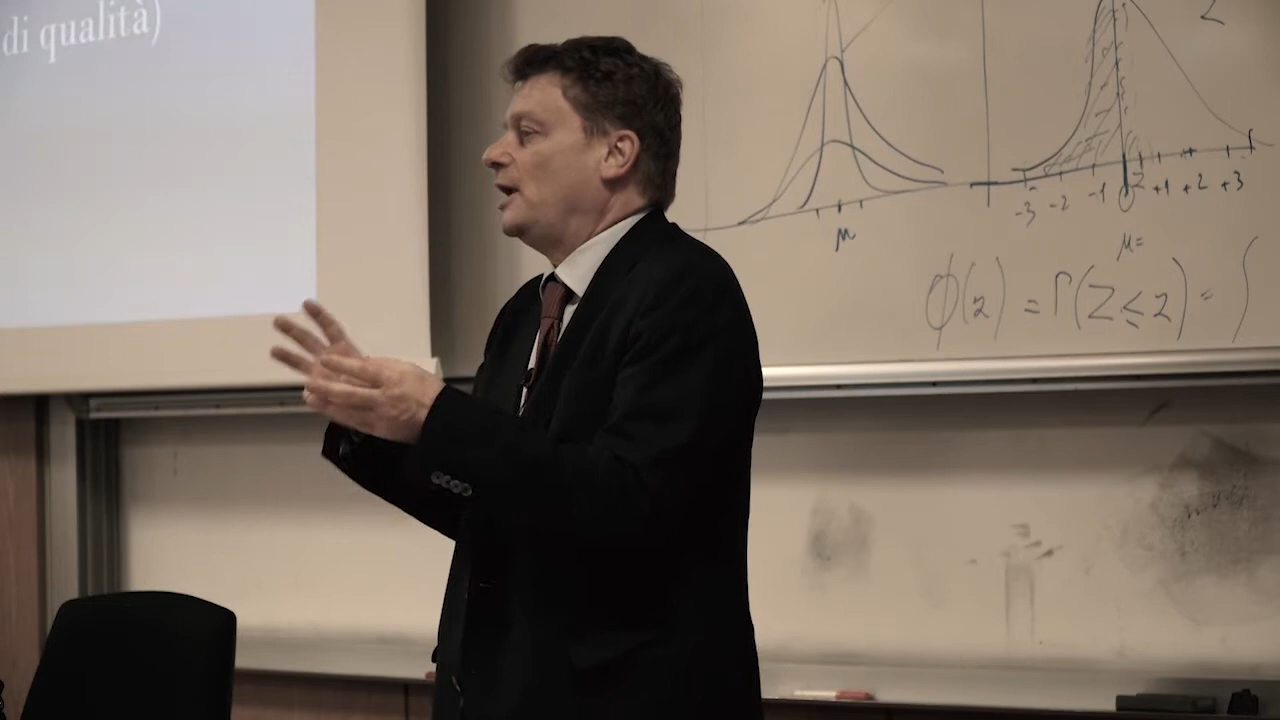 di qualità)
Z
μ
-3 -2 -1 0 Z +1 +2 +3
μ=
ϕ(z) = P(Z ≤ z) = ∫